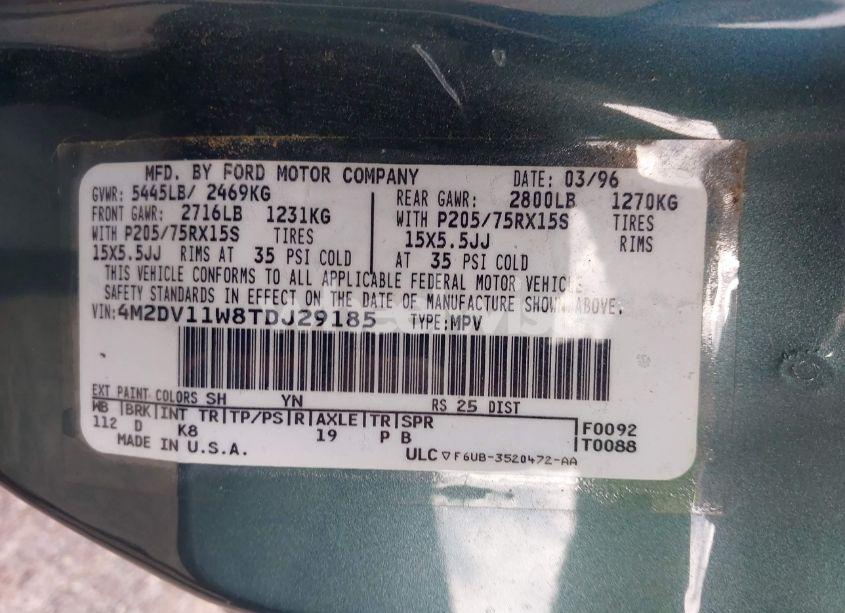 MFD. BY FORD MOTOR COMPANY DATE: 03/96
GVWR: 5445LB/ 2469KG
FRONT GAWR: 2716LB 1231KG
WITH P205/75RX15S TIRES
15X5.5JJ RIMS AT 35 PSI COLD
REAR GAWR: 2800LB 1270KG
WITH P205/75RX15S TIRES
15X5.5JJ RIMS
AT 35 PSI COLD
THIS VEHICLE CONFORMS TO ALL APPLICABLE FEDERAL MOTOR VEHICLE
SAFETY STANDARDS IN EFFECT ON THE DATE OF MANUFACTURE SHOWN ABOVE.
VIN: 4M2DV11W8TDJ29185 TYPE: MPV
EXT PAINT COLORS SH YN RS 25 DIST
WB BRK INT TR TP/PS R AXLE TR SPR
112 D K8 19 P B
F0092
T0088
MADE IN U.S.A.
ULC ▽ F6UB-3520472-AA